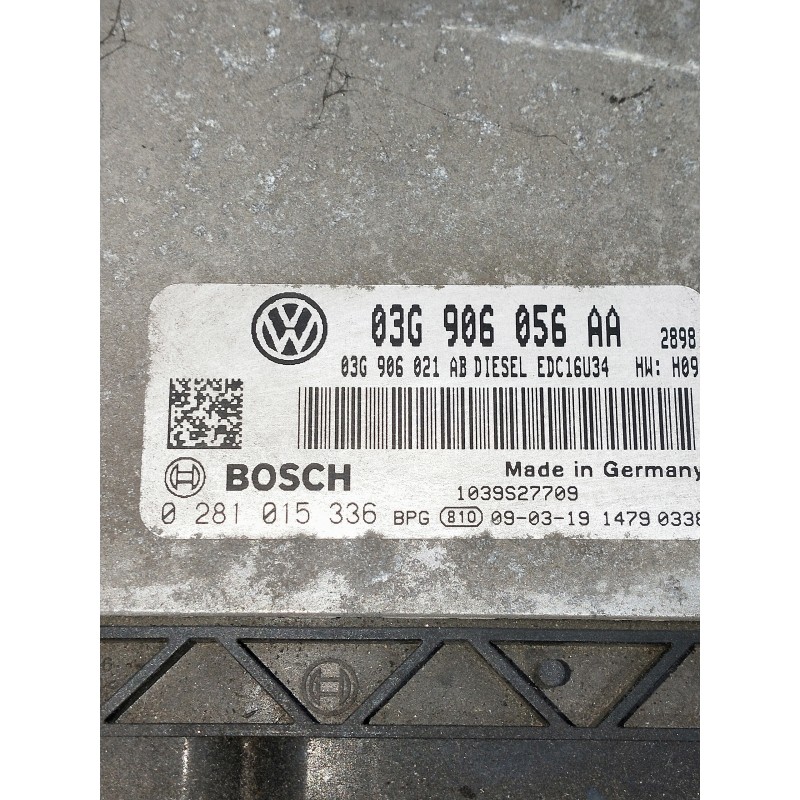 03G 906 056 AA 2898
03G 906 021 AB DIESEL EDC16U34 HW: H09
BOSCH
Made in Germany
1039S27709
0 281 015 336 BPG 810 09-03-19 1479 0338